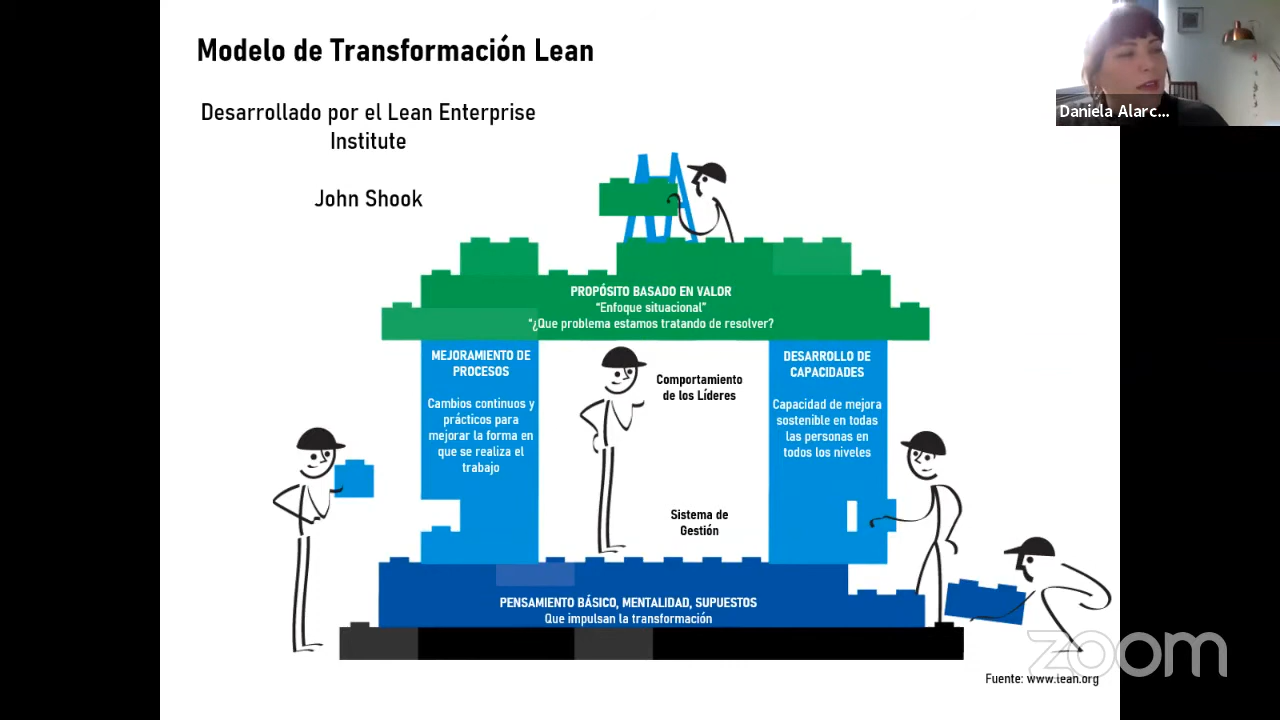 Modelo de Transformación Lean
Desarrollado por el Lean Enterprise
Institute
John Shook
Daniela Alarc...
PROPÓSITO BASADO EN VALOR
“Enfoque situacional”
“¿Que problema estamos tratando de resolver?
MEJORAMIENTO DE
PROCESOS
Cambios continuos y
prácticos para
mejorar la forma en
que se realiza el
trabajo
Comportamiento
de los Líderes
Sistema de
Gestión
DESARROLLO DE
CAPACIDADES
Capacidad de mejora
sostenible en todas
las personas en
todos los niveles
PENSAMIENTO BÁSICO, MENTALIDAD, SUPUESTOS
Que impulsan la transformación
zoom
Fuente: www.lean.org